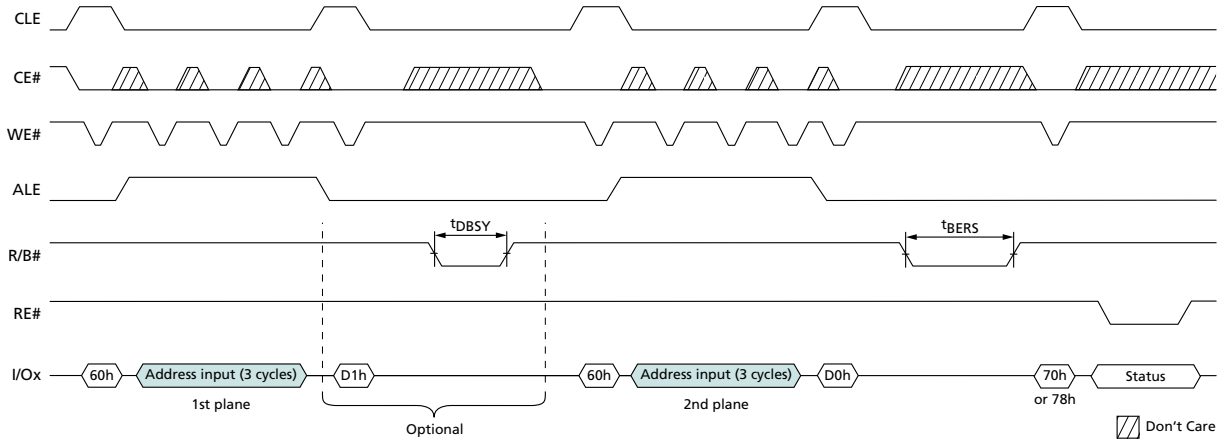 CLE
CE#
WE#
ALE
tDBSY
tBERS
R/B#
RE#
I/Ox
60h
Address input (3 cycles)
D1h
60h
Address input (3 cycles)
D0h
70h
Status
1st plane
2nd plane
or 78h
Optional
Don't Care